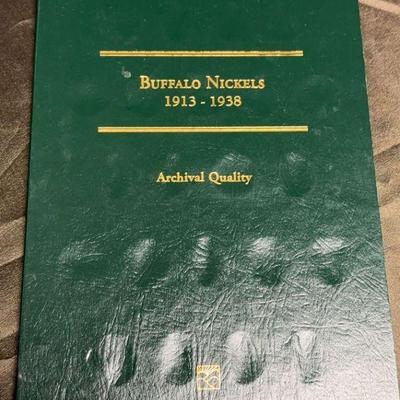 BUFFALO NICKELS
1913 - 1938
Archival Quality